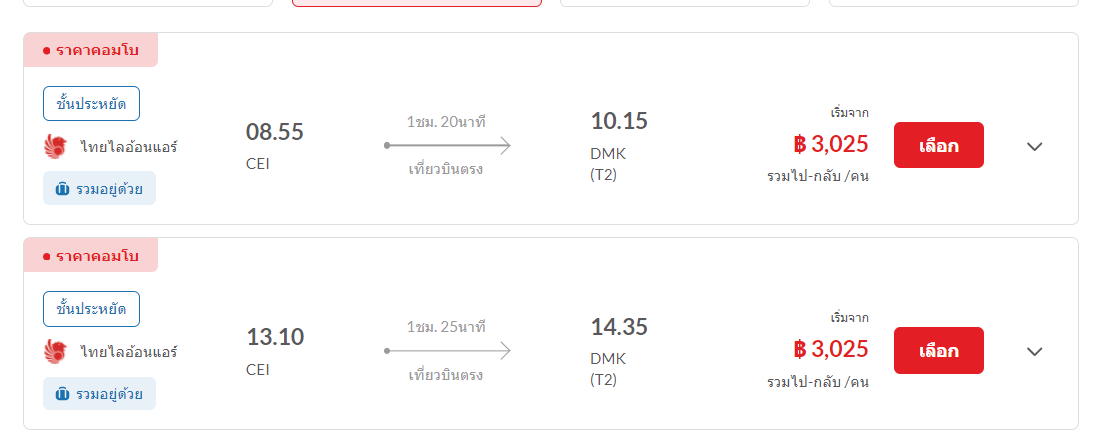 ราคาคอมโบ
ชั้นประหยัด
ไทยไลอ้อนแอร์
รวมอยู่ด้วย
08.55
CEI
1ชม. 20นาที
เที่ยวบินตรง
10.15
DMK
(T2)
เริ่มจาก
฿ 3,025
รวมไป-กลับ /คน
เลือก
ราคาคอมโบ
ชั้นประหยัด
ไทยไลอ้อนแอร์
รวมอยู่ด้วย
13.10
CEI
1ชม. 25นาที
เที่ยวบินตรง
14.35
DMK
(T2)
เริ่มจาก
฿ 3,025
รวมไป-กลับ /คน
เลือก